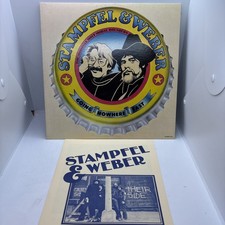 STAMPFEL & WEBER
GOING NOWHERE FAST
STAMPFEL
& WEBER